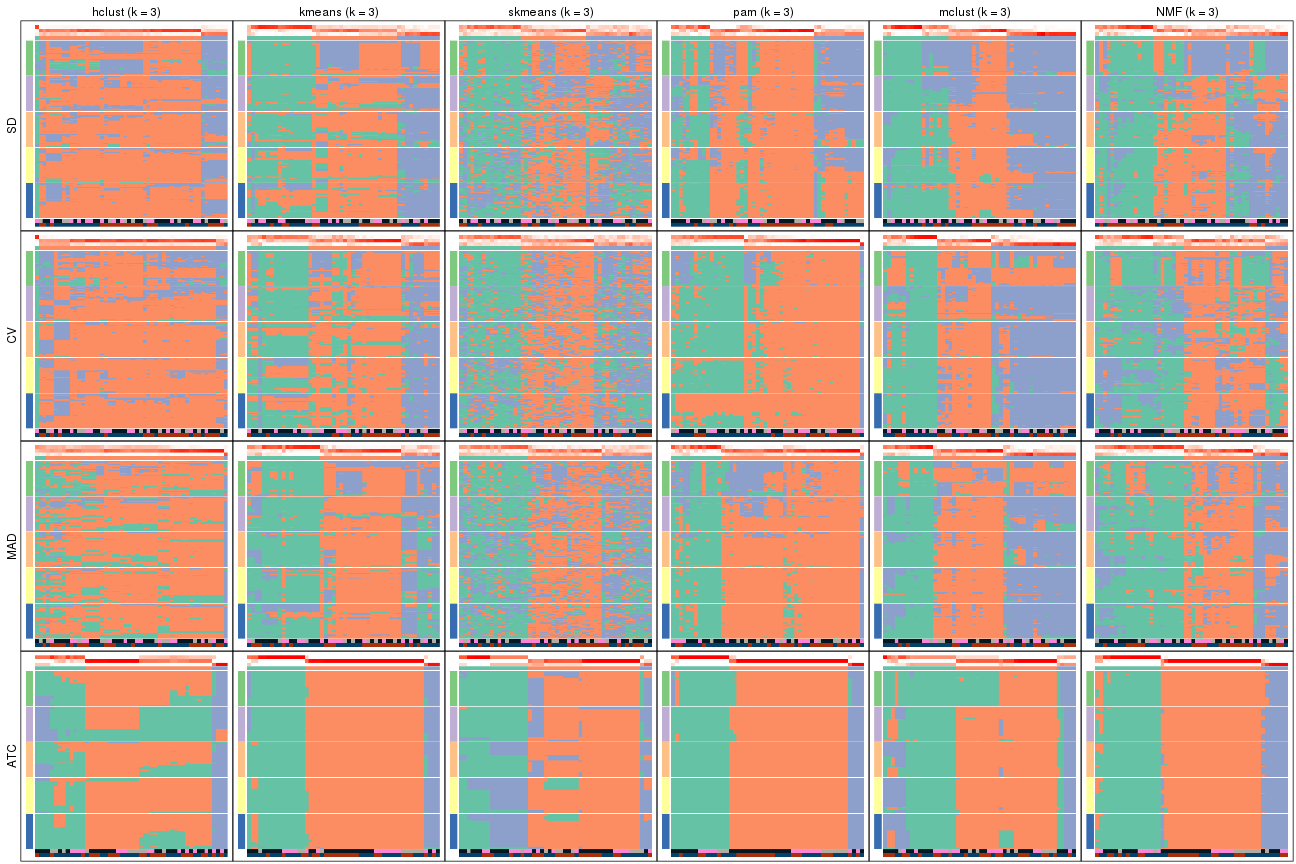 hclust (k = 3)
kmeans (k = 3)
skmeans (k = 3)
pam (k = 3)
mclust (k = 3)
NMF (k = 3)
SD
CV
MAD
ATC